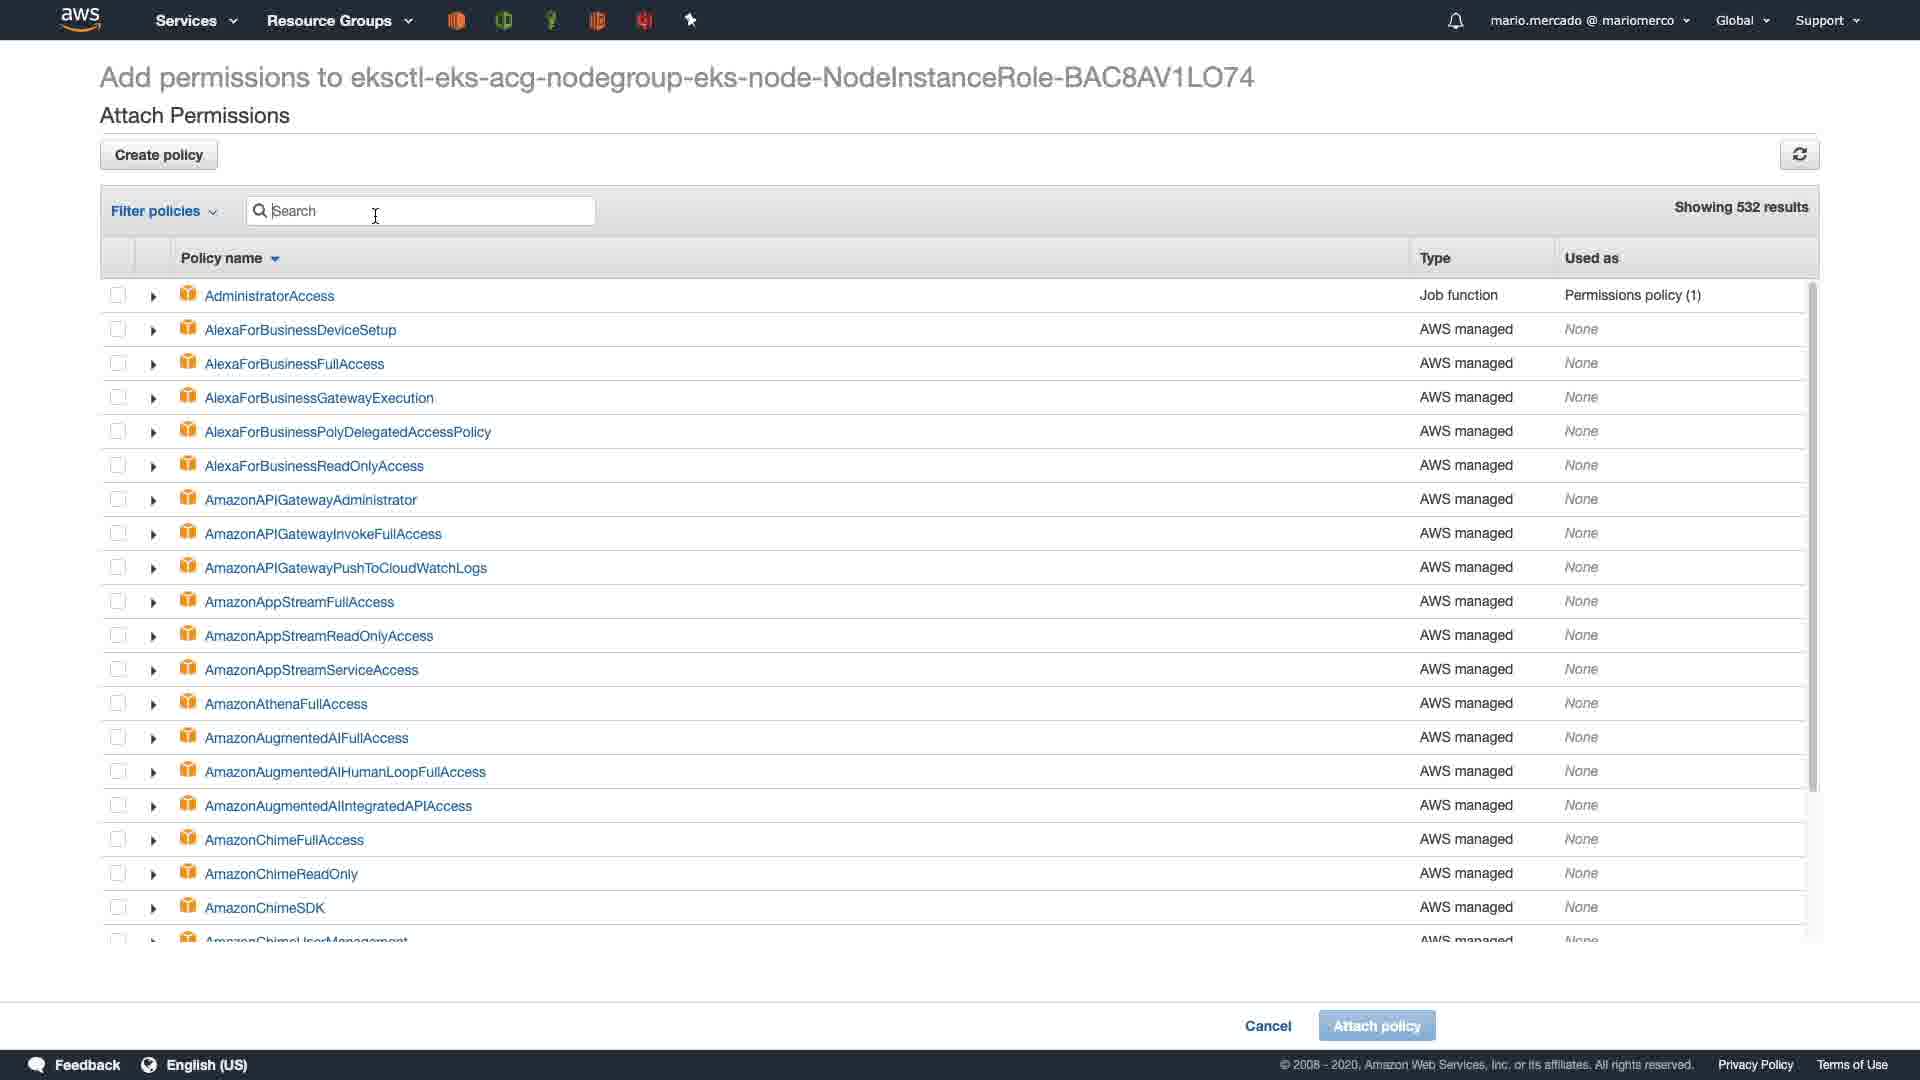 aws Services Resource Groups mario.mercado @ mariomerco Global Support
Add permissions to eksctl-eks-acg-nodegroup-eks-node-NodeInstanceRole-BAC8AV1LO74
Attach Permissions
Create policy
Filter policies Search Showing 532 results
Policy name Type Used as
AdministratorAccess Job function Permissions policy (1)
AlexaForBusinessDeviceSetup AWS managed None
AlexaForBusinessFullAccess AWS managed None
AlexaForBusinessGatewayExecution AWS managed None
AlexaForBusinessPolyDelegatedAccessPolicy AWS managed None
AlexaForBusinessReadOnlyAccess AWS managed None
AmazonAPIGatewayAdministrator AWS managed None
AmazonAPIGatewayInvokeFullAccess AWS managed None
AmazonAPIGatewayPushToCloudWatchLogs AWS managed None
AmazonAppStreamFullAccess AWS managed None
AmazonAppStreamReadOnlyAccess AWS managed None
AmazonAppStreamServiceAccess AWS managed None
AmazonAthenaFullAccess AWS managed None
AmazonAugmentedAIFullAccess AWS managed None
AmazonAugmentedAIHumanLoopFullAccess AWS managed None
AmazonAugmentedAIIntegratedAPIAccess AWS managed None
AmazonChimeFullAccess AWS managed None
AmazonChimeReadOnly AWS managed None
AmazonChimeSDK AWS managed None
AmazonChimeUserManagement AWS managed None
Cancel Attach policy
Feedback English (US) © 2008 - 2020, Amazon Web Services, Inc. or its affiliates. All rights reserved. Privacy Policy Terms of Use